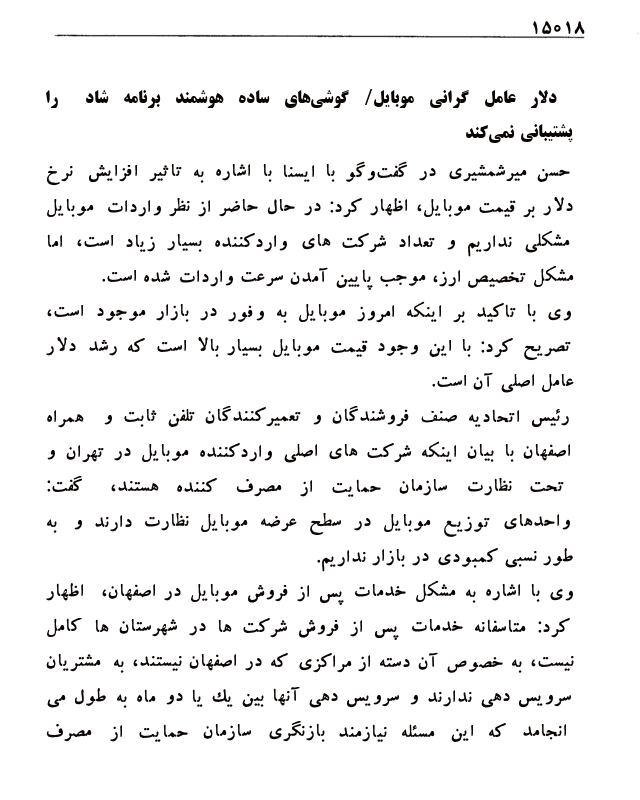 ۱۵۰۱۸
دلار عامل گرانی موبایل/ گوشی‌های ساده هوشمند برنامه شاد را
پشتیبانی نمی‌کند
حسن میرشمشیری در گفت‌وگو با ایسنا با اشاره به تاثیر افزایش نرخ
دلار بر قیمت موبایل، اظهار کرد: در حال حاضر از نظر واردات موبایل
مشکلی نداریم و تعداد شرکت های واردکننده بسیار زیاد است، اما
مشکل تخصیص ارز، موجب پایین آمدن سرعت واردات شده است.
وی با تاکید بر اینکه امروز موبایل به وفور در بازار موجود است،
تصریح کرد: با این وجود قیمت موبایل بسیار بالا است که رشد دلار
عامل اصلی آن است.
رئیس اتحادیه صنف فروشندگان و تعمیرکنندگان تلفن ثابت و همراه
اصفهان با بیان اینکه شرکت های اصلی واردکننده موبایل در تهران و
تحت نظارت سازمان حمایت از مصرف کننده هستند، گفت:
واحدهای توزیع موبایل در سطح عرضه موبایل نظارت دارند و به
طور نسبی کمبودی در بازار نداریم.
وی با اشاره به مشکل خدمات پس از فروش موبایل در اصفهان، اظهار
کرد: متاسفانه خدمات پس از فروش شرکت ها در شهرستان ها کامل
نیست، به خصوص آن دسته از مراکزی که در اصفهان نیستند، به مشتریان
سرویس دهی ندارند و سرویس دهی آنها بین یك یا دو ماه به طول می
انجامد که این مسئله نیازمند بازنگری سازمان حمایت از مصرف